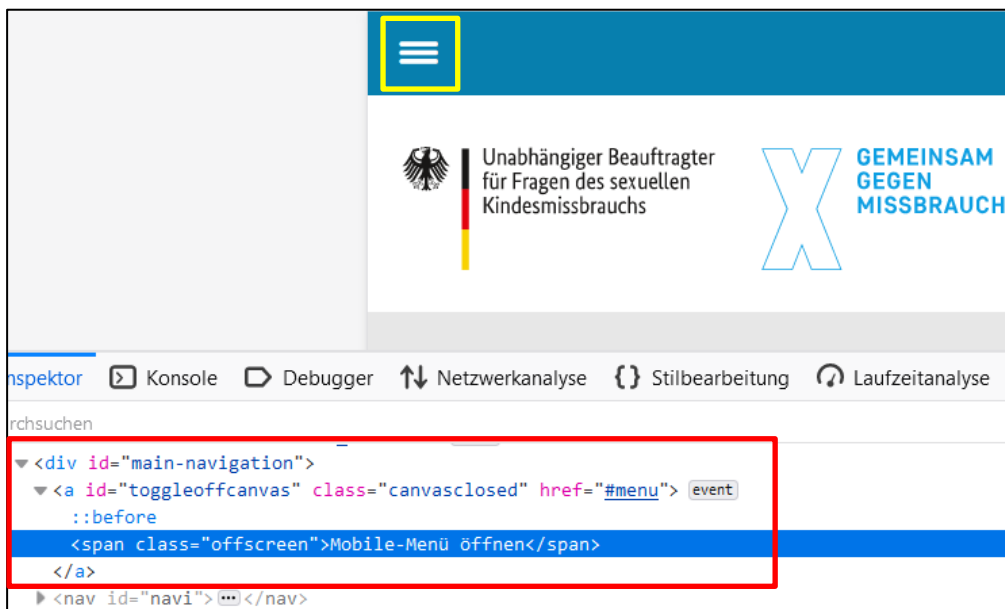 Unabhängiger Beauftragter
für Fragen des sexuellen
Kindesmissbrauchs
GEMEINSAM
GEGEN
MISSBRAUCH
nspektor Konsole Debugger Netzwerkanalyse {} Stilbearbeitung Laufzeitanalyse
rchsuchen
<div id="main-navigation">
<a id="toggleoffcanvas" class="canvasclosed" href="#menu"> event
::before
<span class="offscreen">Mobile-Menü öffnen</span>
</a>
<nav id="navi"> ••• </nav>